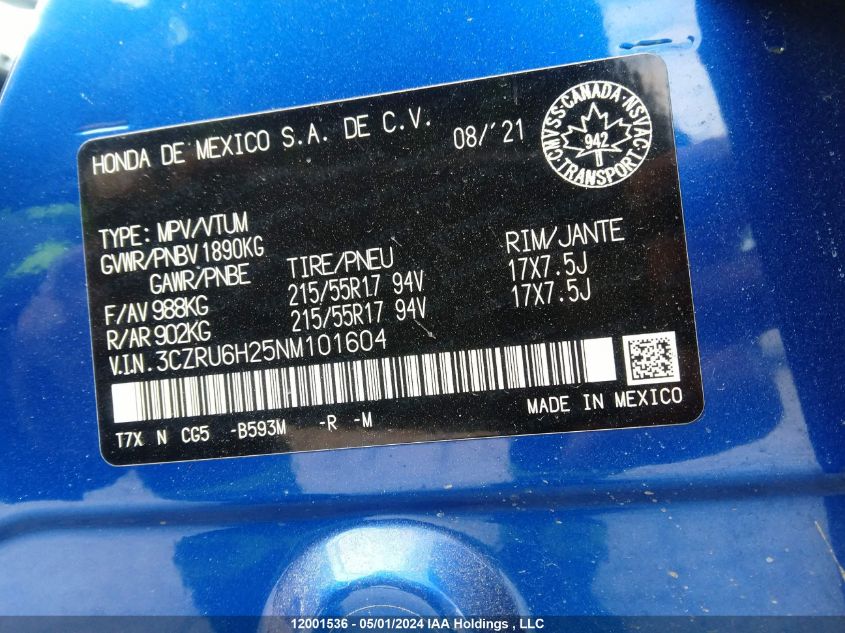 HONDA DE MEXICO S.A. DE C.V.
08/'21
CMVSS·CANADA·NSVAC·TRANSPORT·
942
TYPE: MPV/VTUM
GVWR/PNBV 1890KG
GAWR/PNBE TIRE/PNEU RIM/JANTE
F/AV 988KG 215/55R17 94V 17X7.5J
R/AR 902KG 215/55R17 94V 17X7.5J
V.I.N. 3CZRU6H25NM101604
MADE IN MEXICO
T7X N CG5 -B593M -R -M
12001536 - 05/01/2024 IAA Holdings , LLC